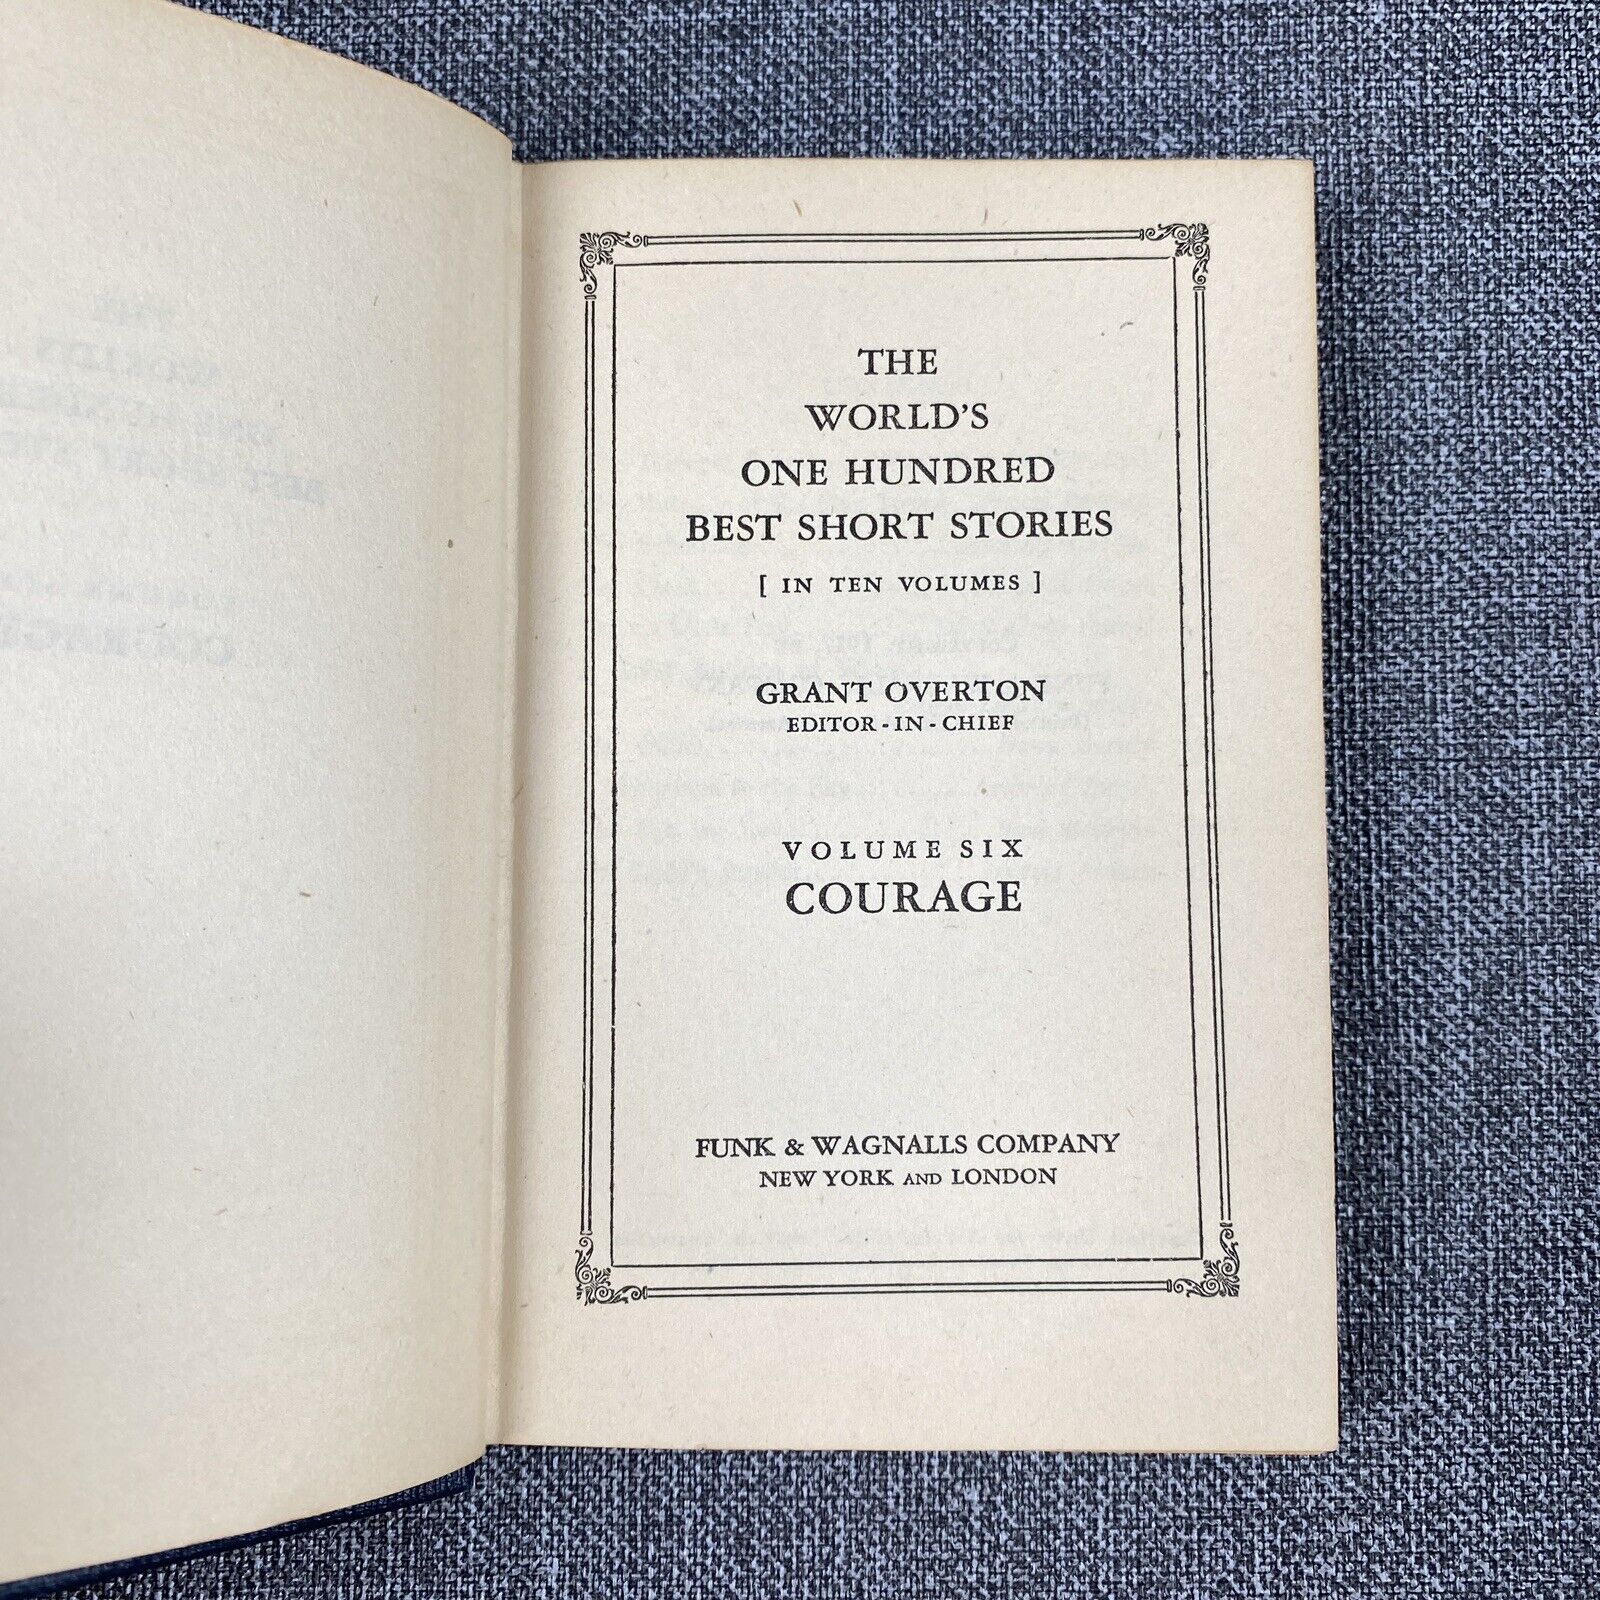 THE
WORLD'S
ONE HUNDRED
BEST SHORT STORIES
[ IN TEN VOLUMES ]
GRANT OVERTON
EDITOR-IN-CHIEF
VOLUME SIX
COURAGE
FUNK & WAGNALLS COMPANY
NEW YORK AND LONDON